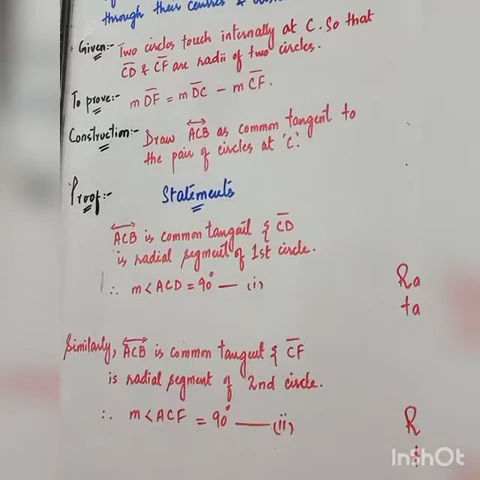 through their centres &
Given:- Two circles touch internally at C. So that
CD & CF are radii of two circles.
To prove:- m DF = m DC - m CF.
Construction:- Draw ACB as common tangent to
the pair of circles at 'C'.
Proof:- Statements
ACB is common tangent & CD
is radial segment of 1st circle.
∴ m<ACD = 90° — (i)
Ra
ta
Similarly, ACB is common tangent & CF
is radial segment of 2nd circle.
∴ m<ACF = 90° — (ii)
R
InShOt